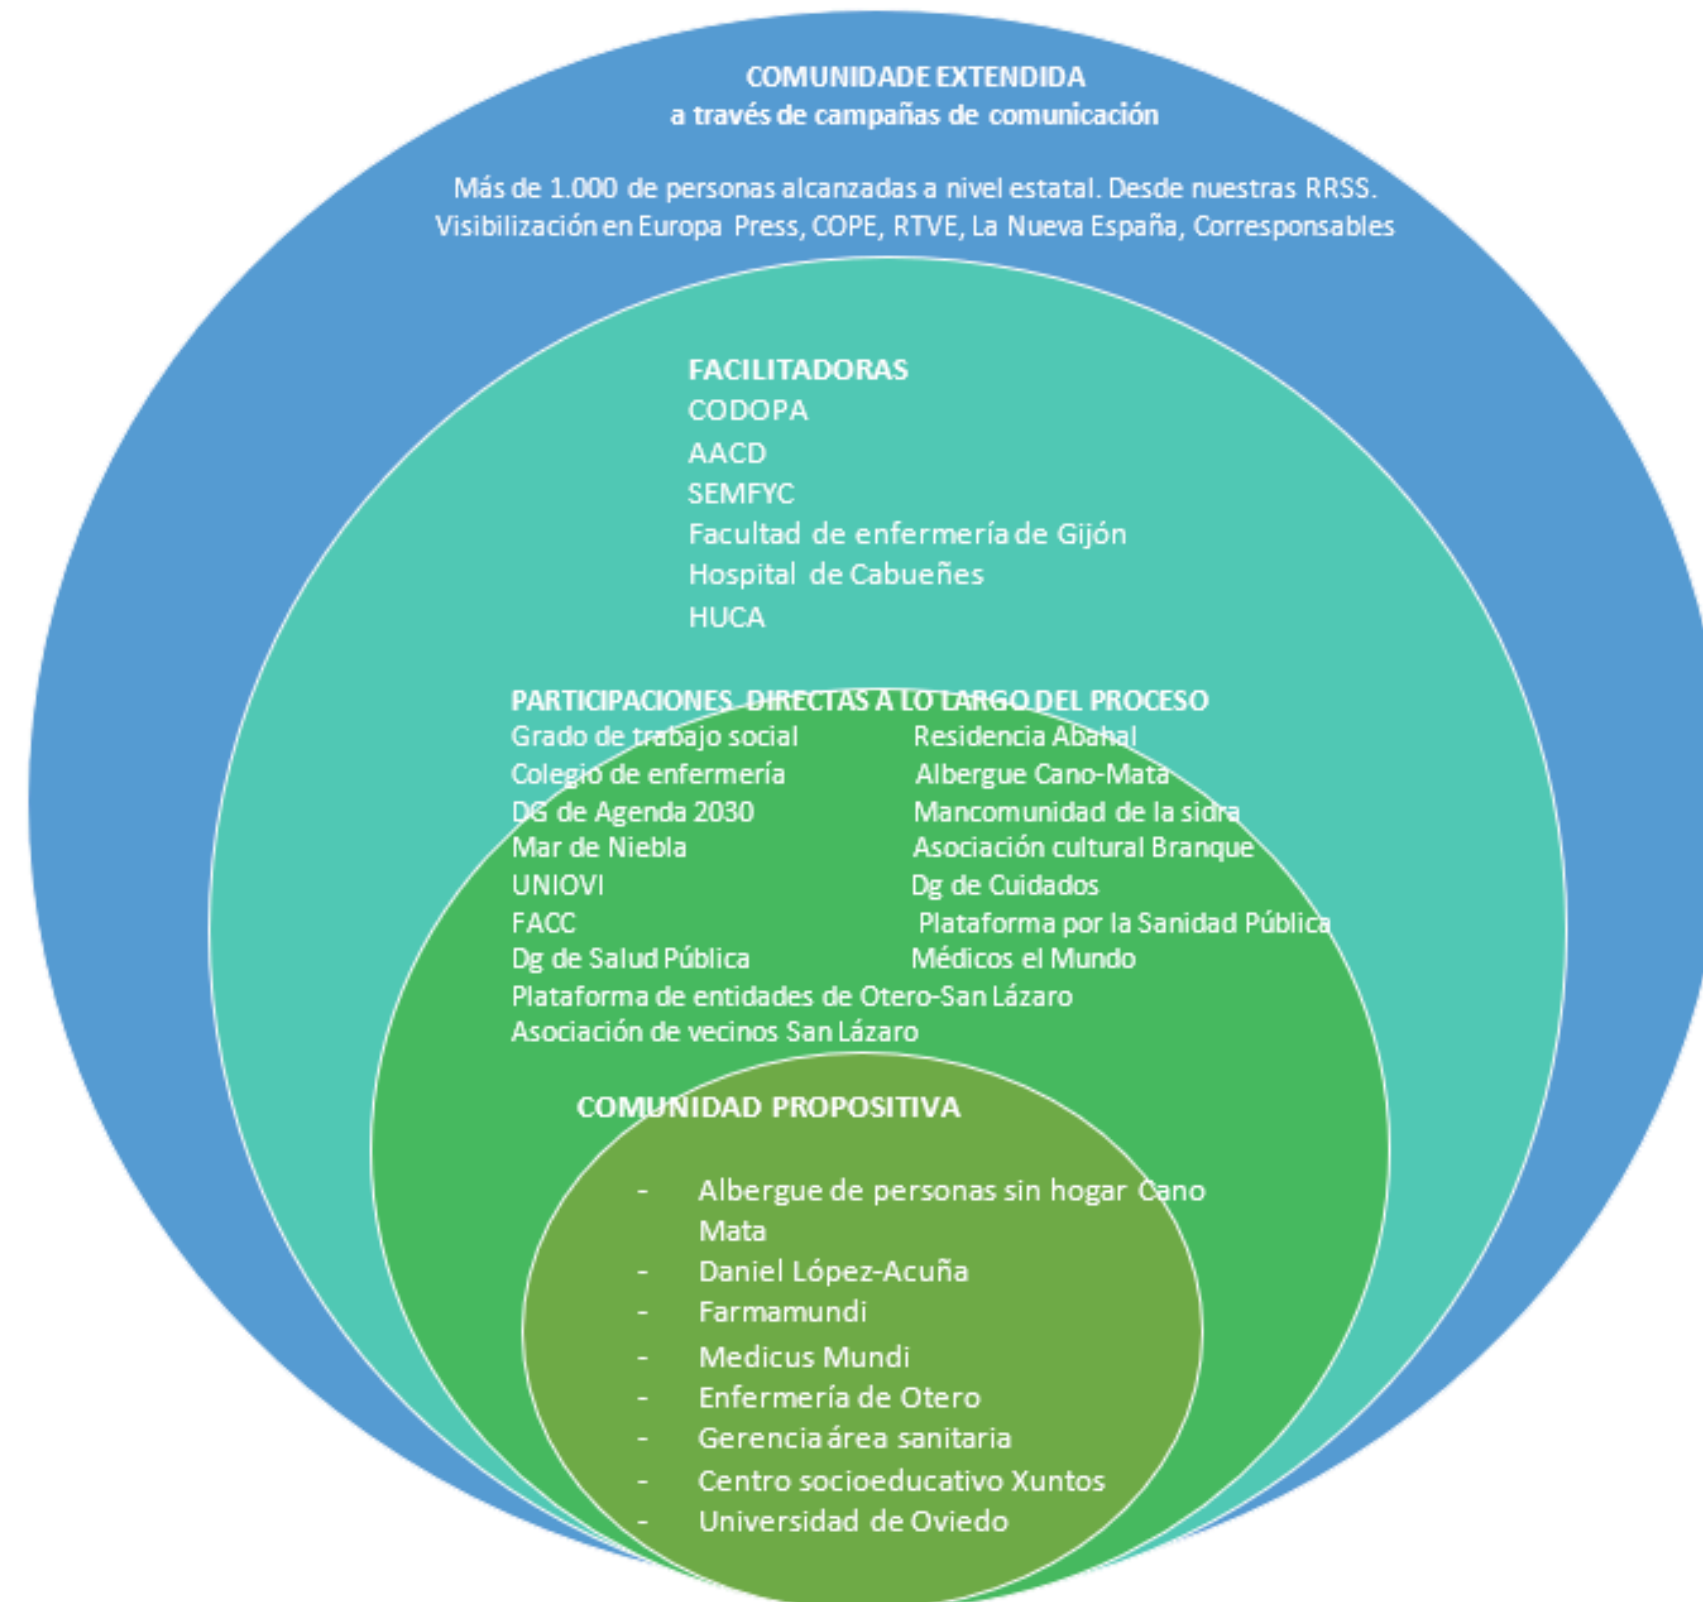 COMUNIDADE EXTENDIDA
a través de campañas de comunicación
Más de 1.000 de personas alcanzadas a nivel estatal. Desde nuestras RRSS.
Visibilización en Europa Press, COPE, RTVE, La Nueva España, Corresponsables
FACILITADORAS
CODOPA
AACD
SEMFYC
Facultad de enfermería de Gijón
Hospital de Cabueñes
HUCA
PARTICIPACIONES DIRECTAS A LO LARGO DEL PROCESO
Grado de trabajo social Residencia Abahal
Colegio de enfermería Albergue Cano-Mata
DG de Agenda 2030 Mancomunidad de la sidra
Mar de Niebla Asociación cultural Branque
UNIOVI Dg de Cuidados
FACC Plataforma por la Sanidad Pública
Dg de Salud Pública Médicos el Mundo
Plataforma de entidades de Otero-San Lázaro
Asociación de vecinos San Lázaro
COMUNIDAD PROPOSITIVA
- Albergue de personas sin hogar Cano
Mata
- Daniel López-Acuña
- Farmamundi
- Medicus Mundi
- Enfermería de Otero
- Gerencia área sanitaria
- Centro socioeducativo Xuntos
- Universidad de Oviedo